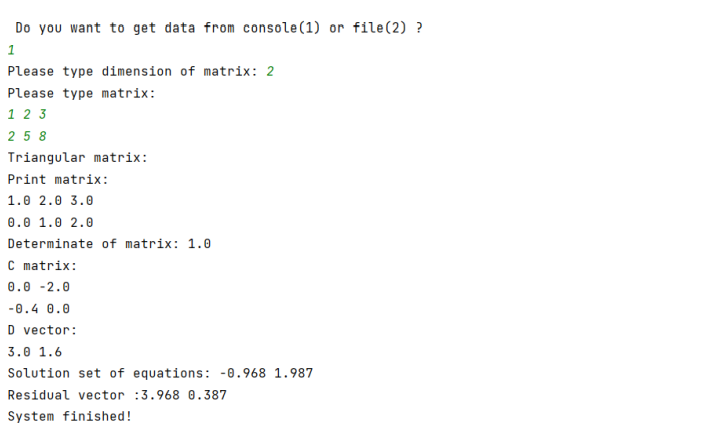 Do you want to get data from console(1) or file(2) ?
1
Please type dimension of matrix: 2
Please type matrix:
1 2 3
2 5 8
Triangular matrix:
Print matrix:
1.0 2.0 3.0
0.0 1.0 2.0
Determinate of matrix: 1.0
C matrix:
0.0 -2.0
-0.4 0.0
D vector:
3.0 1.6
Solution set of equations: -0.968 1.987
Residual vector :3.968 0.387
System finished!